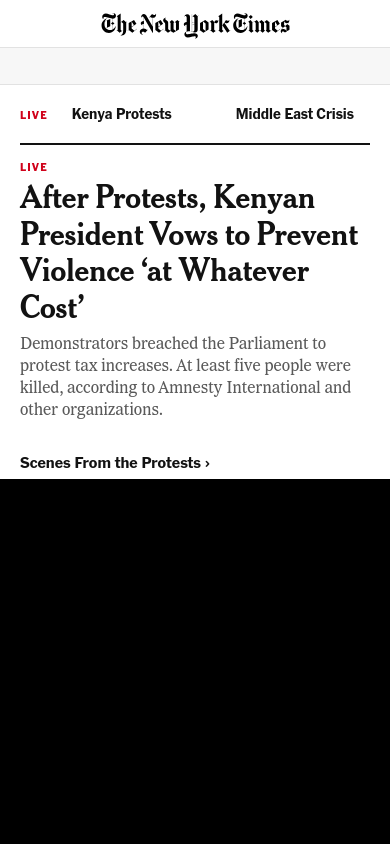 The New York Times
LIVE Kenya Protests Middle East Crisis
LIVE
After Protests, Kenyan
President Vows to Prevent
Violence ‘at Whatever
Cost’
Demonstrators breached the Parliament to
protest tax increases. At least five people were
killed, according to Amnesty International and
other organizations.
Scenes From the Protests ›